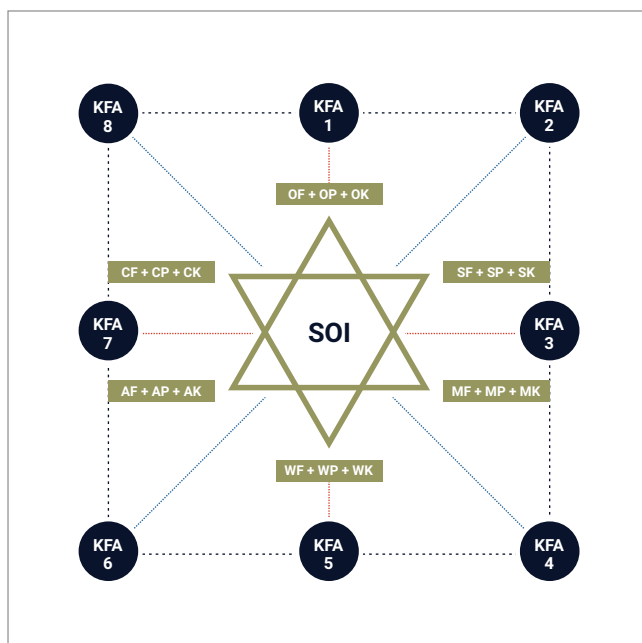 KFA
8
KFA
1
KFA
2
OF + OP + OK
CF + CP + CK
SF + SP + SK
KFA
7
SOI
KFA
3
AF + AP + AK
MF + MP + MK
WF + WP + WK
KFA
6
KFA
5
KFA
4